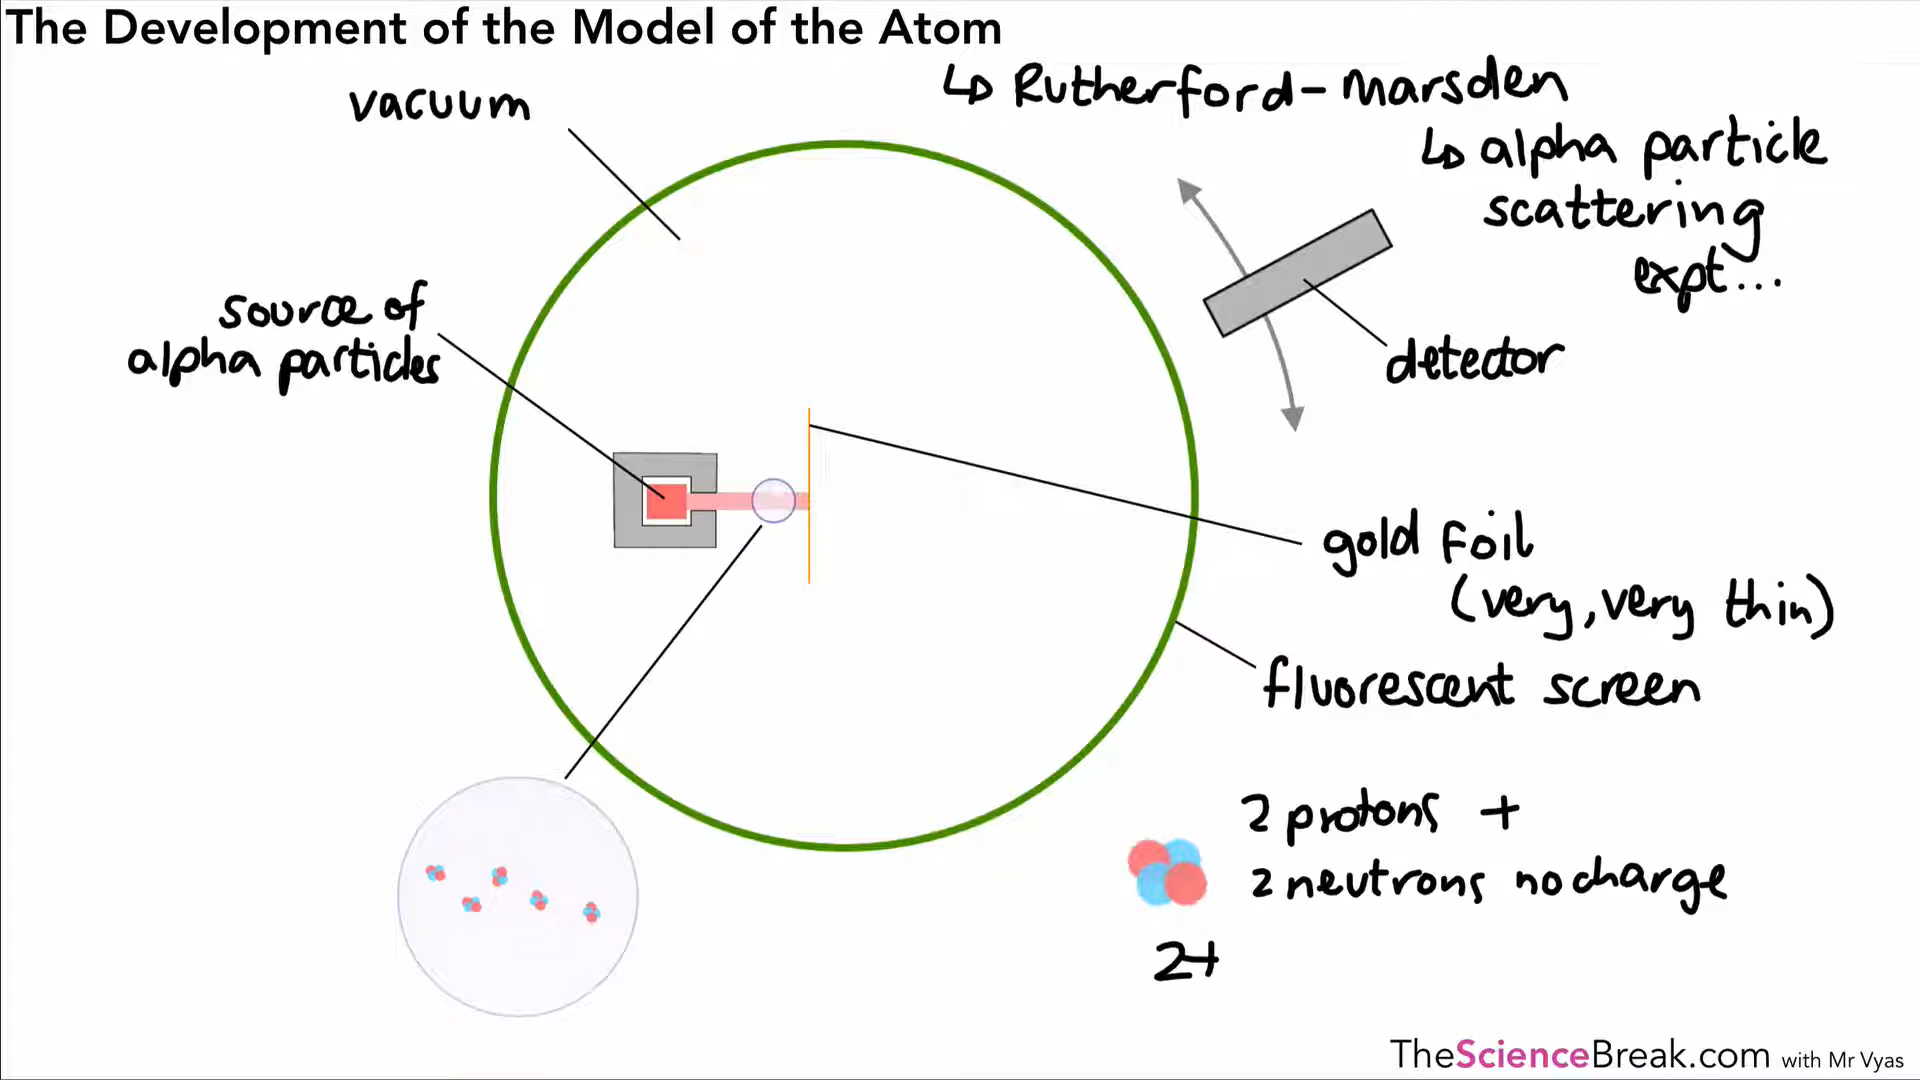 The Development of the Model of the Atom
↳ Rutherford-Marsden
↳ alpha particle
scattering
expt...
vacuum
source of
alpha particles
detector
gold foil
(very, very thin)
fluorescent screen
2 protons +
2 neutrons no charge
2+
TheScienceBreak.com with Mr Vyas